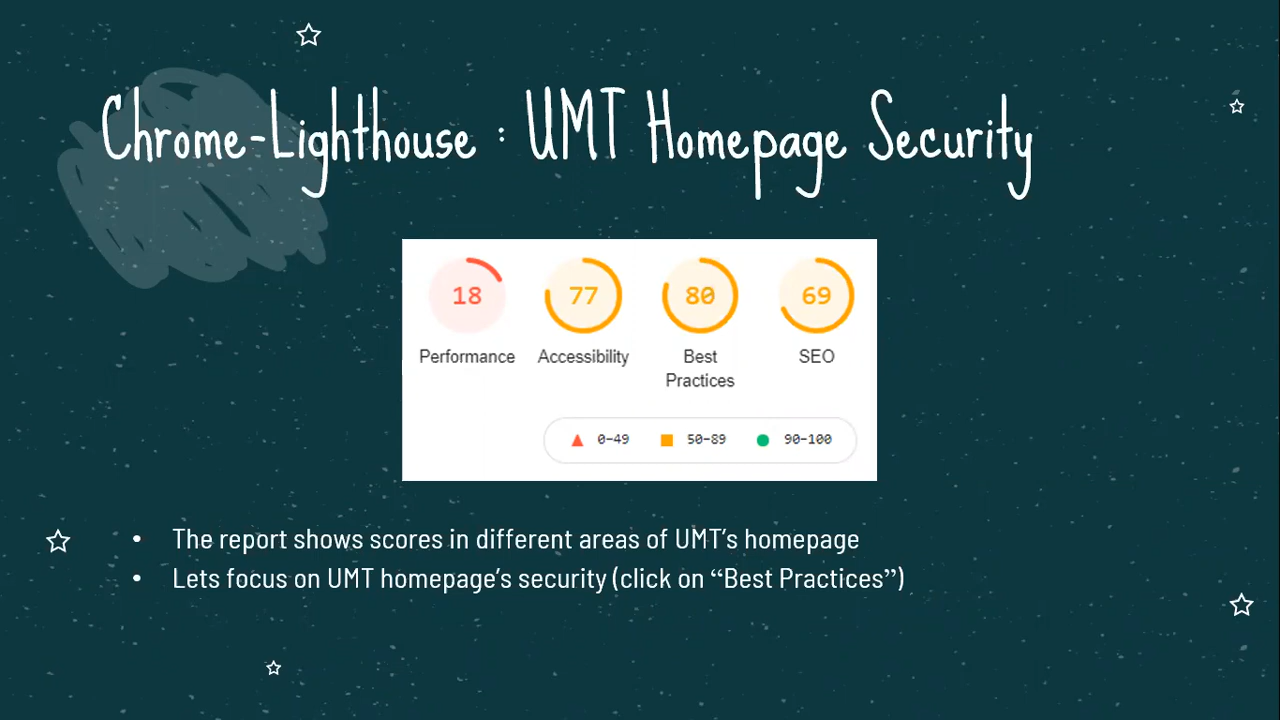 Chrome-Lighthouse : UMT Homepage Security
18 77 80 69
Performance Accessibility Best Practices SEO
0-49 50-89 90-100
• The report shows scores in different areas of UMT's homepage
• Lets focus on UMT homepage's security (click on “Best Practices”)